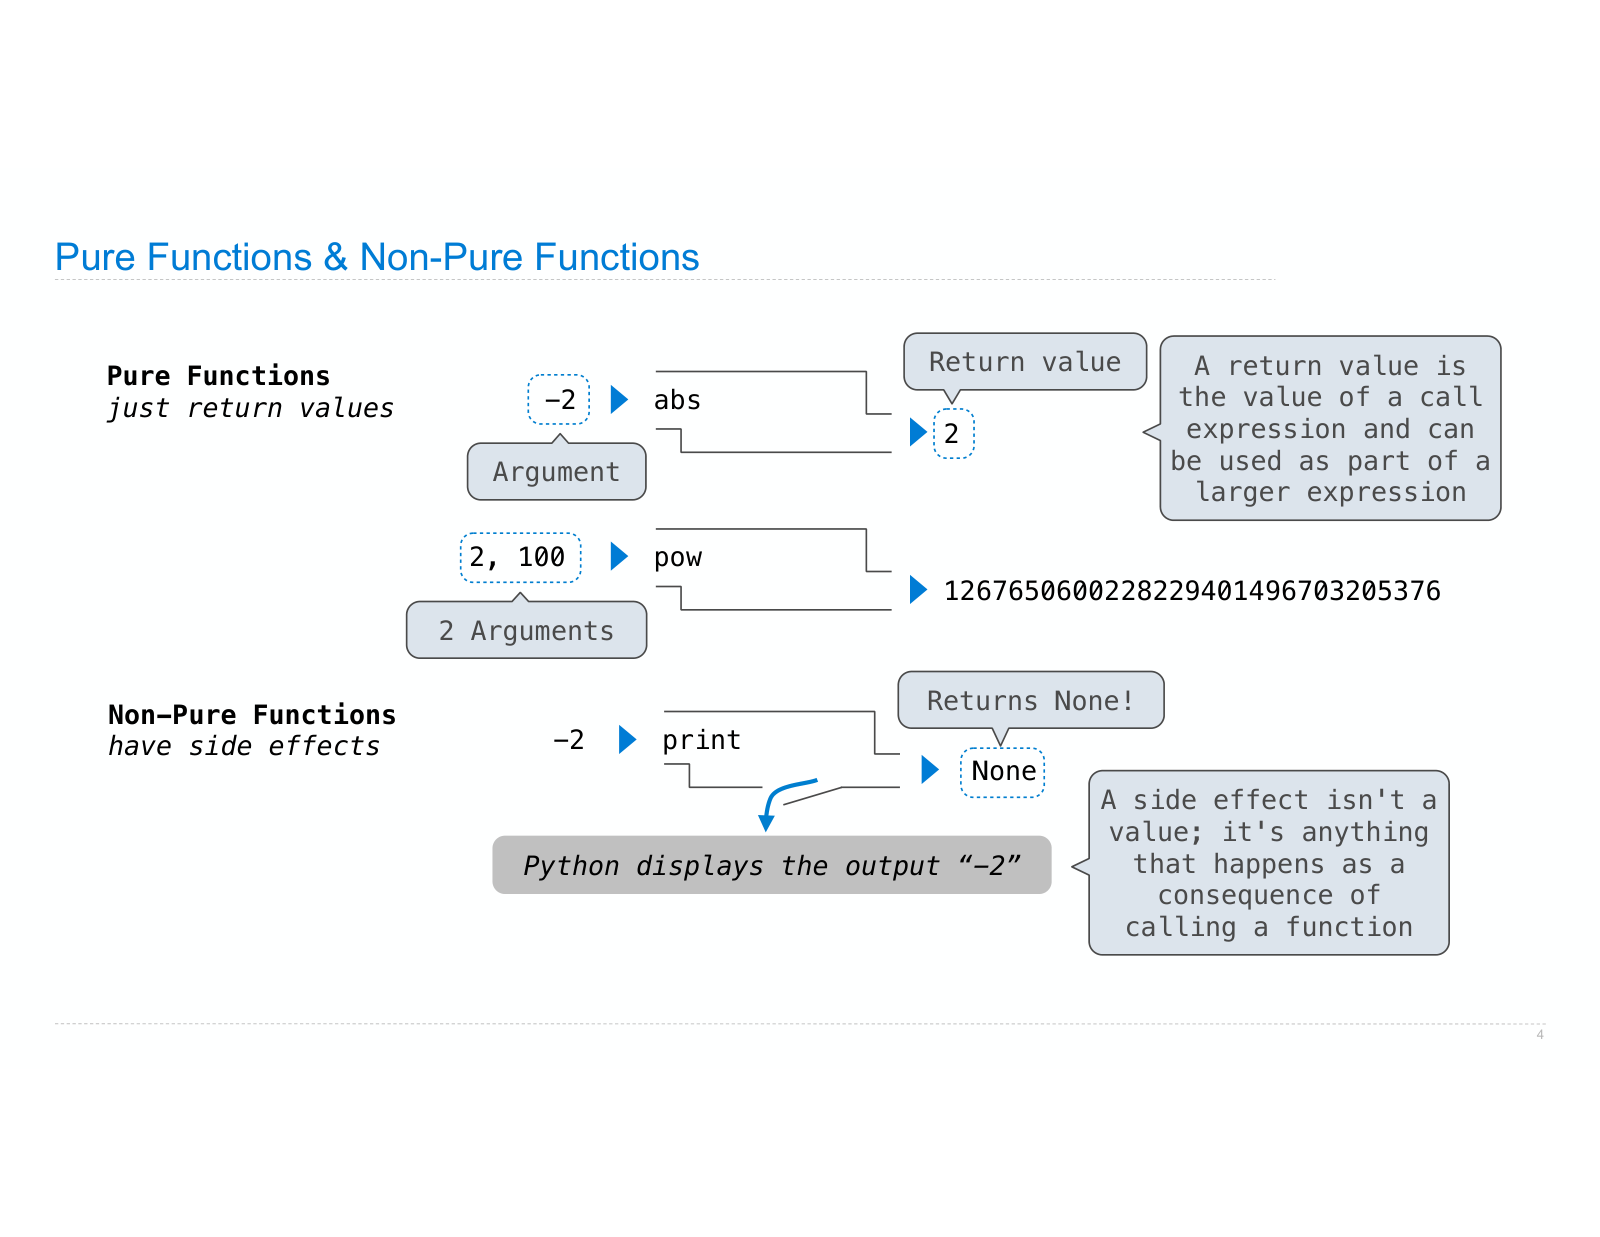 Pure Functions & Non-Pure Functions
Pure Functions
just return values
−2
abs
Return value
2
A return value is
the value of a call
expression and can
be used as part of a
larger expression
Argument
2, 100
pow
1267650600228229401496703205376
2 Arguments
Non−Pure Functions
have side effects
−2
print
Returns None!
None
A side effect isn't a
value; it's anything
that happens as a
consequence of
calling a function
Python displays the output “−2”
4